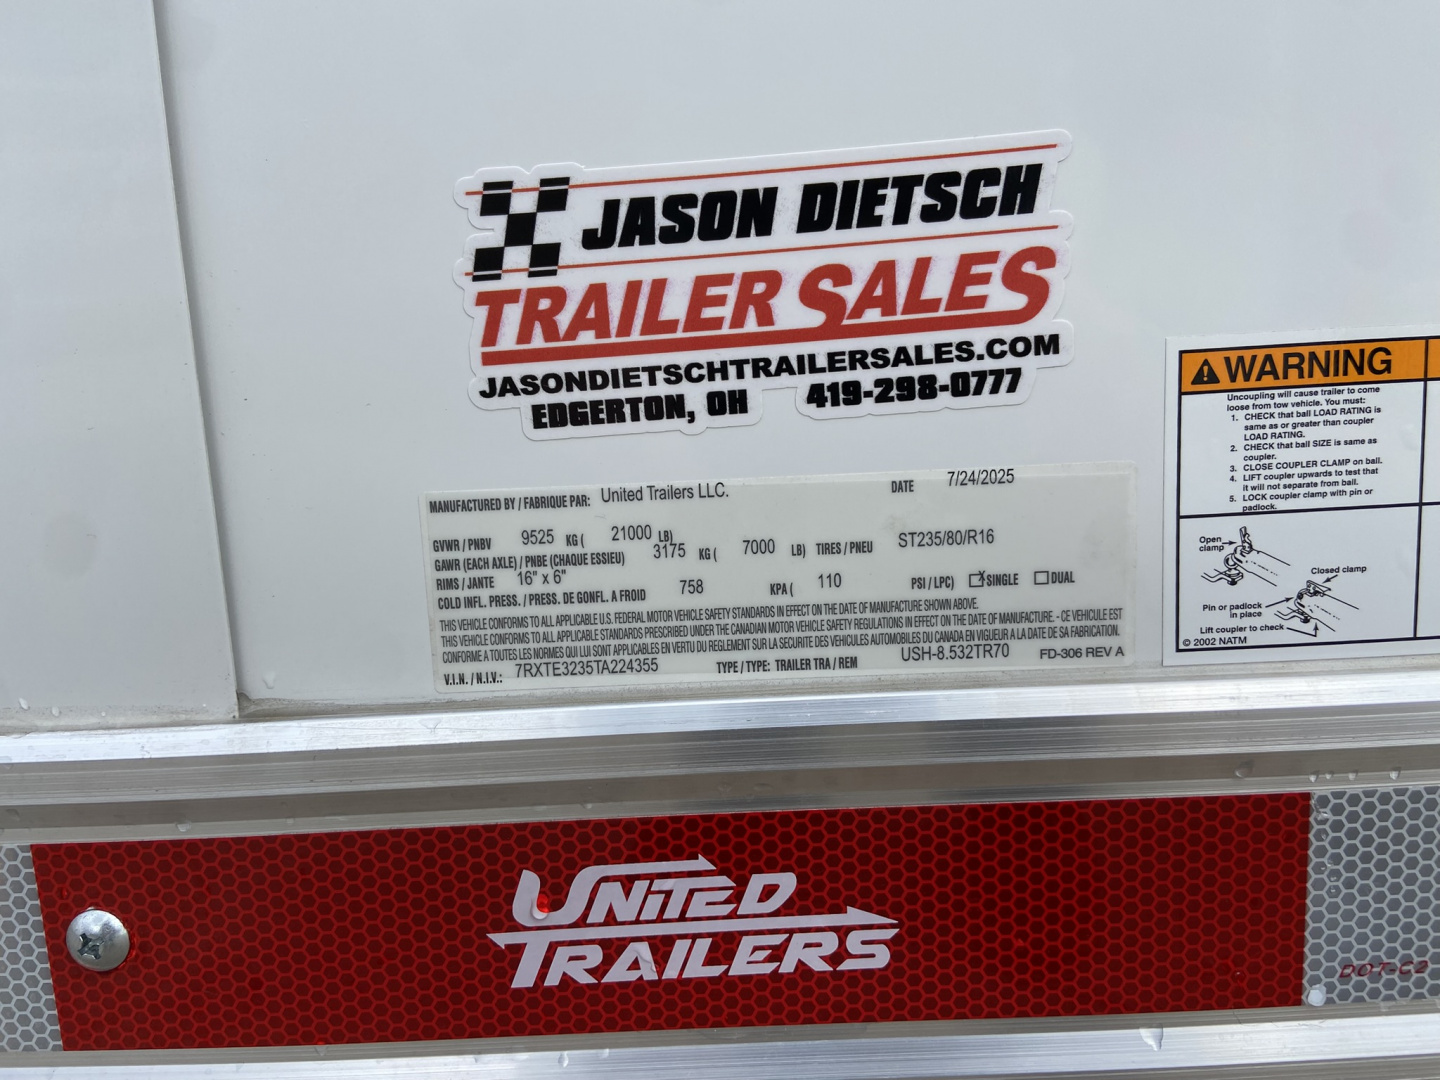 JASON DIETSCH
TRAILER SALES
JASONDIETSCHTRAILERSALES.COM
EDGERTON, OH 419-298-0777
MANUFACTURED BY / FABRIQUE PAR: United Trailers LLC. DATE 7/24/2025
GVWR / PNBV 9525 KG ( 21000 LB)
GAWR (EACH AXLE) / PNBE (CHAQUE ESSIEU) 3175 KG ( 7000 LB) TIRES / PNEU ST235/80/R16
RIMS / JANTE 16" x 6"
COLD INFL. PRESS. / PRESS. DE GONFL. A FROID 758 KPA ( 110 PSI / LPC) X SINGLE DUAL
THIS VEHICLE CONFORMS TO ALL APPLICABLE U.S. FEDERAL MOTOR VEHICLE SAFETY STANDARDS IN EFFECT ON THE DATE OF MANUFACTURE SHOWN ABOVE.
THIS VEHICLE CONFORMS TO ALL APPLICABLE STANDARDS PRESCRIBED UNDER THE CANADIAN MOTOR VEHICLE SAFETY REGULATIONS IN EFFECT ON THE DATE OF MANUFACTURE. - CE VEHICULE EST
CONFORME A TOUTES LES NORMES QUI LUI SONT APPLICABLES EN VERTU DU REGLEMENT SUR LA SECURITE DES VEHICULES AUTOMOBILES DU CANADA EN VIGUEUR A LA DATE DE SA FABRICATION.
V.I.N. / N.I.V.: 7RXTE3235TA224355 TYPE / TYPE: TRAILER TRA / REM USH-8.532TR70 FD-306 REV A
WARNING
Uncoupling will cause trailer to come
loose from tow vehicle. You must:
1. CHECK that ball LOAD RATING is
same as or greater than coupler
LOAD RATING.
2. CHECK that ball SIZE is same as
coupler.
3. CLOSE COUPLER CLAMP on ball.
4. LIFT coupler upwards to test that
it will not separate from ball.
5. LOCK coupler clamp with pin or
padlock.
Open
clamp
Closed clamp
Pin or padlock
in place
Lift coupler to check
© 2002 NATM
UNITED
TRAILERS
DOT-C2